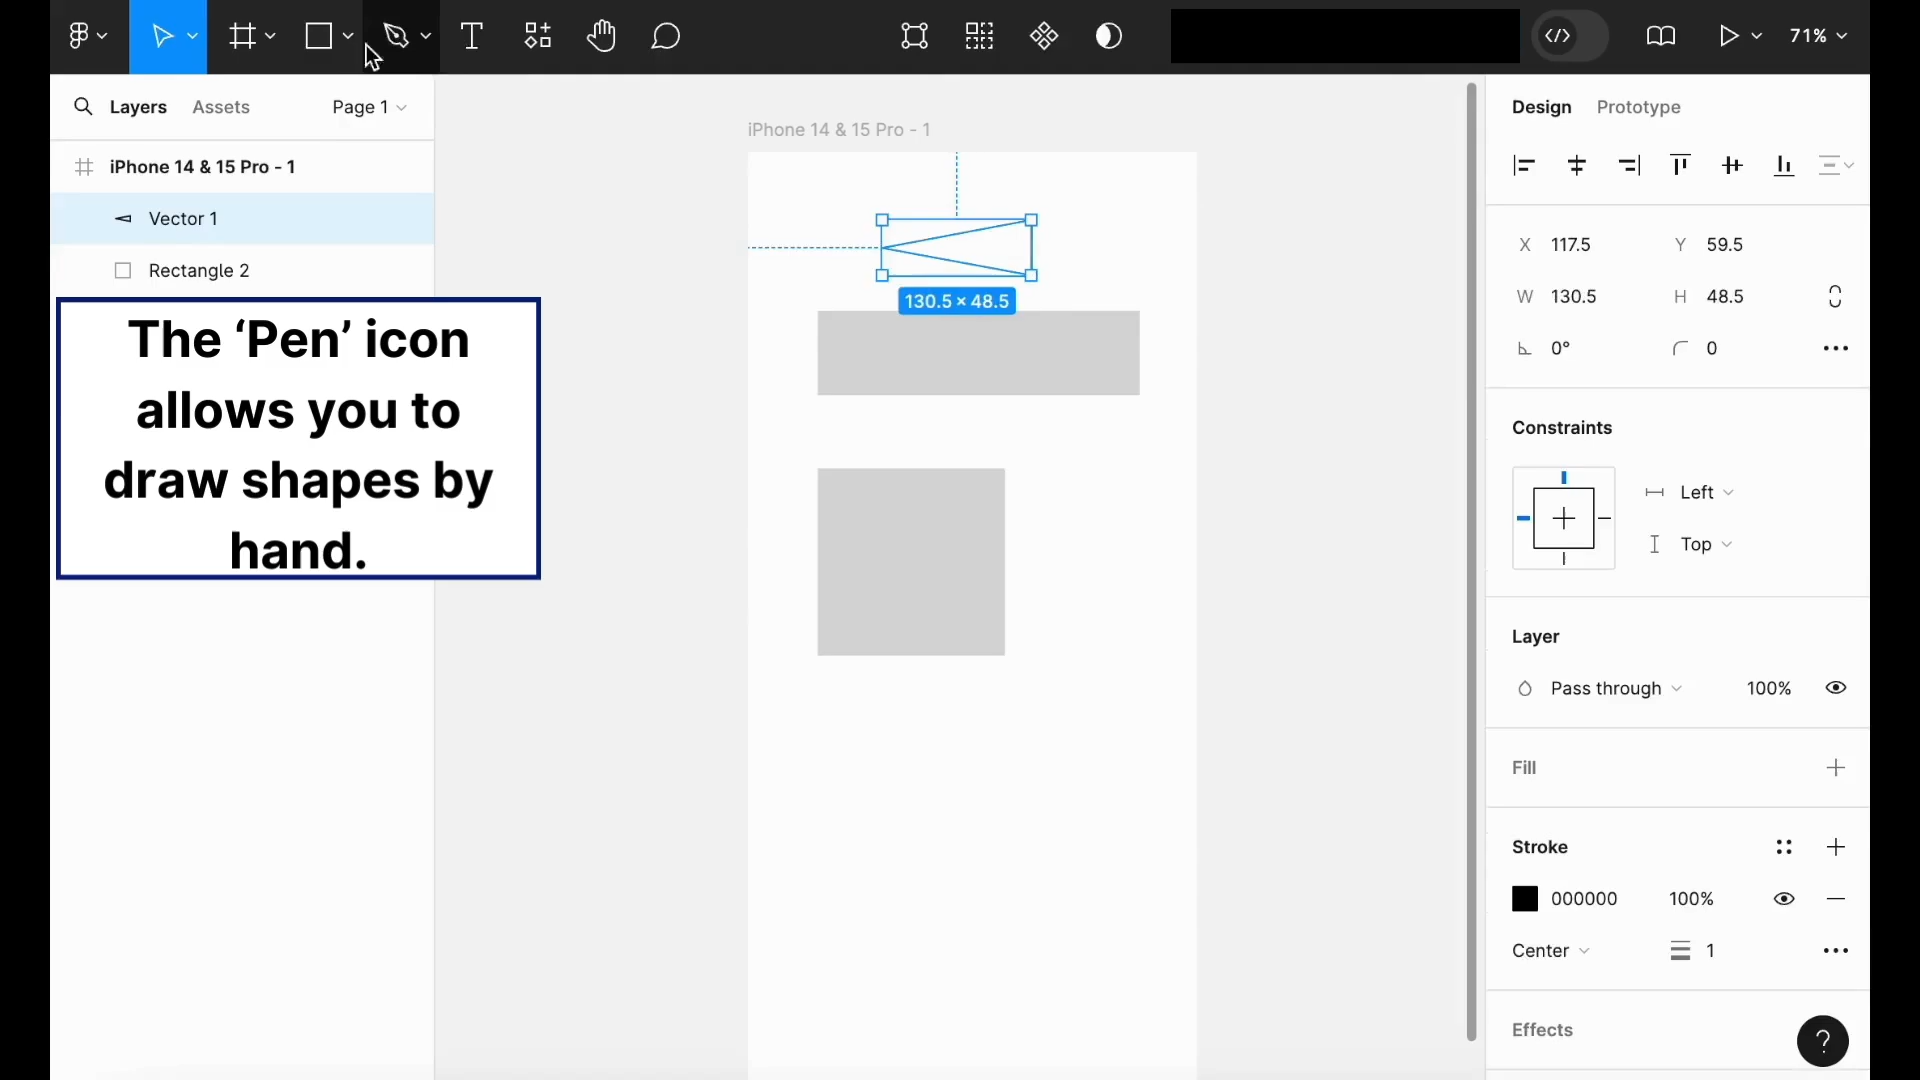 71%
Layers
Assets
Page 1
iPhone 14 & 15 Pro - 1
Vector 1
Rectangle 2
The ‘Pen’ icon
allows you to
draw shapes by
hand.
iPhone 14 & 15 Pro - 1
130.5 × 48.5
Design
Prototype
X 117.5 Y 59.5
W 130.5 H 48.5
0° 0
Constraints
Left
Top
Layer
Pass through 100%
Fill
Stroke
000000 100%
Center 1
Effects
?